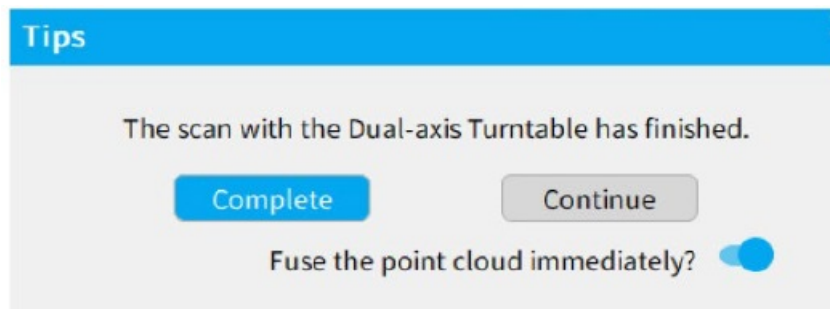 Tips
The scan with the Dual-axis Turntable has finished.
Complete Continue
Fuse the point cloud immediately?